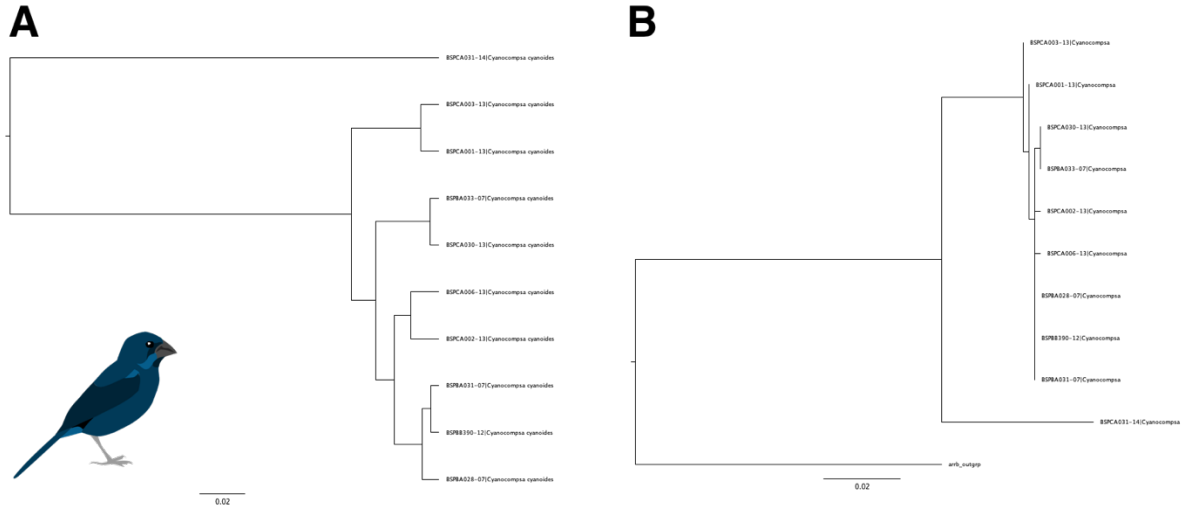 A
BSPCA031-14|Cyanocompsa cyanoides
BSPCA003-13|Cyanocompsa cyanoides
BSPCA001-13|Cyanocompsa cyanoides
BSPBA033-07|Cyanocompsa cyanoides
BSPCA030-13|Cyanocompsa cyanoides
BSPCA006-13|Cyanocompsa cyanoides
BSPCA002-13|Cyanocompsa cyanoides
BSPBA031-07|Cyanocompsa cyanoides
BSPBB390-12|Cyanocompsa cyanoides
BSPBA028-07|Cyanocompsa cyanoides
0.02
B
BSPCA003-13|Cyanocompsa
BSPCA001-13|Cyanocompsa
BSPCA030-13|Cyanocompsa
BSPBA033-07|Cyanocompsa
BSPCA002-13|Cyanocompsa
BSPCA006-13|Cyanocompsa
BSPBA028-07|Cyanocompsa
BSPBB390-12|Cyanocompsa
BSPBA031-07|Cyanocompsa
BSPCA031-14|Cyanocompsa
arrb_outgrp
0.02